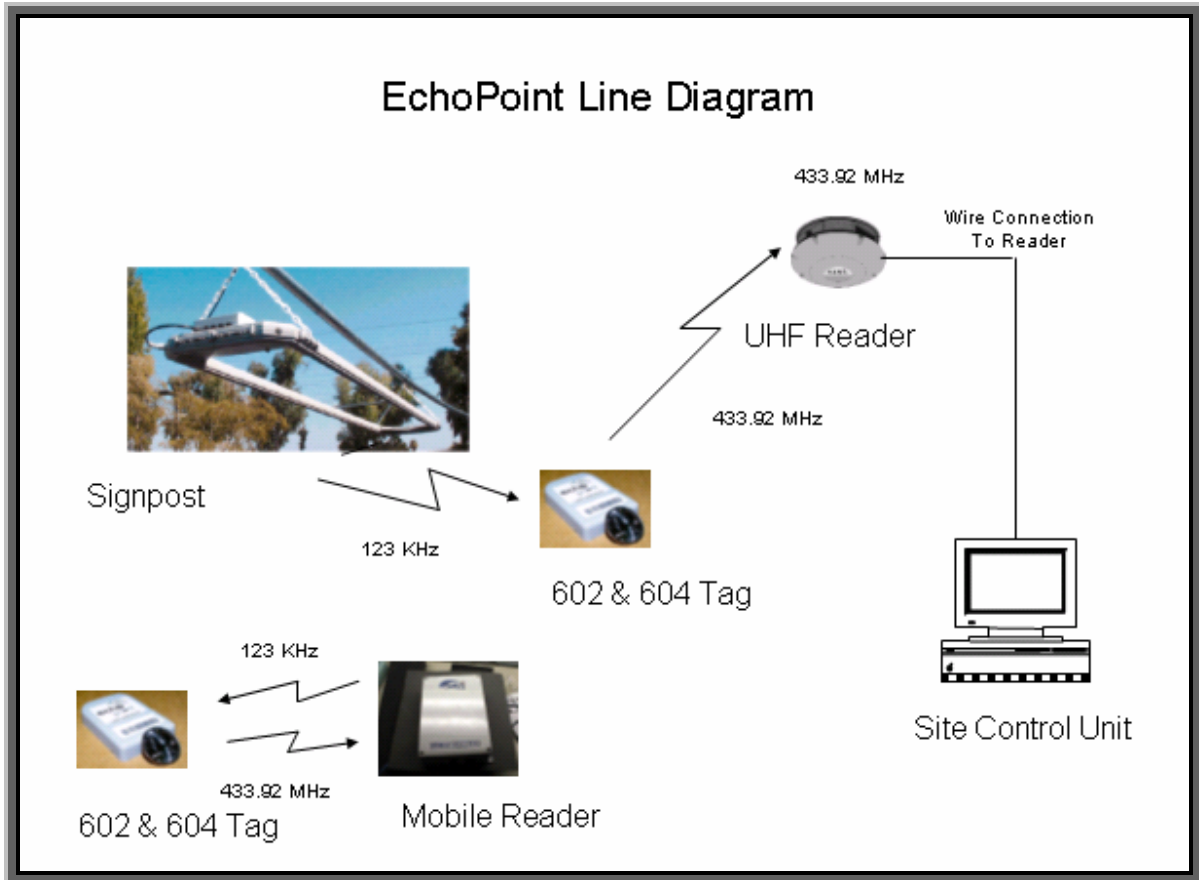 EchoPoint Line Diagram
433.92 MHz
Wire Connection
To Reader
UHF Reader
433.92 MHz
Signpost
123 KHz
602 & 604 Tag
123 KHz
Site Control Unit
433.92 MHz
Mobile Reader
602 & 604 Tag